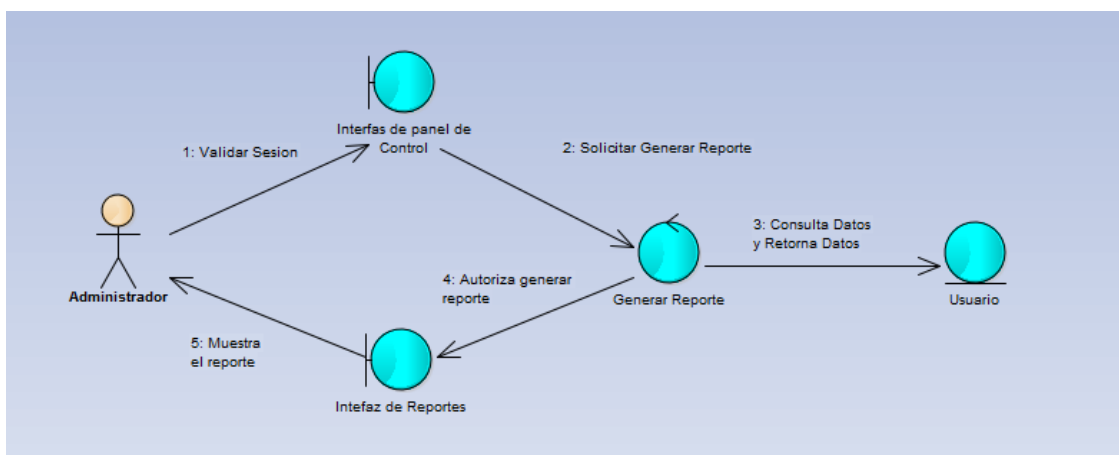 Interfas de panel de
Control
1: Validar Sesion
2: Solicitar Generar Reporte
3: Consulta Datos
y Retorna Datos
Administrador
4: Autoriza generar
reporte
Generar Reporte
Usuario
5: Muestra
el reporte
Intefaz de Reportes